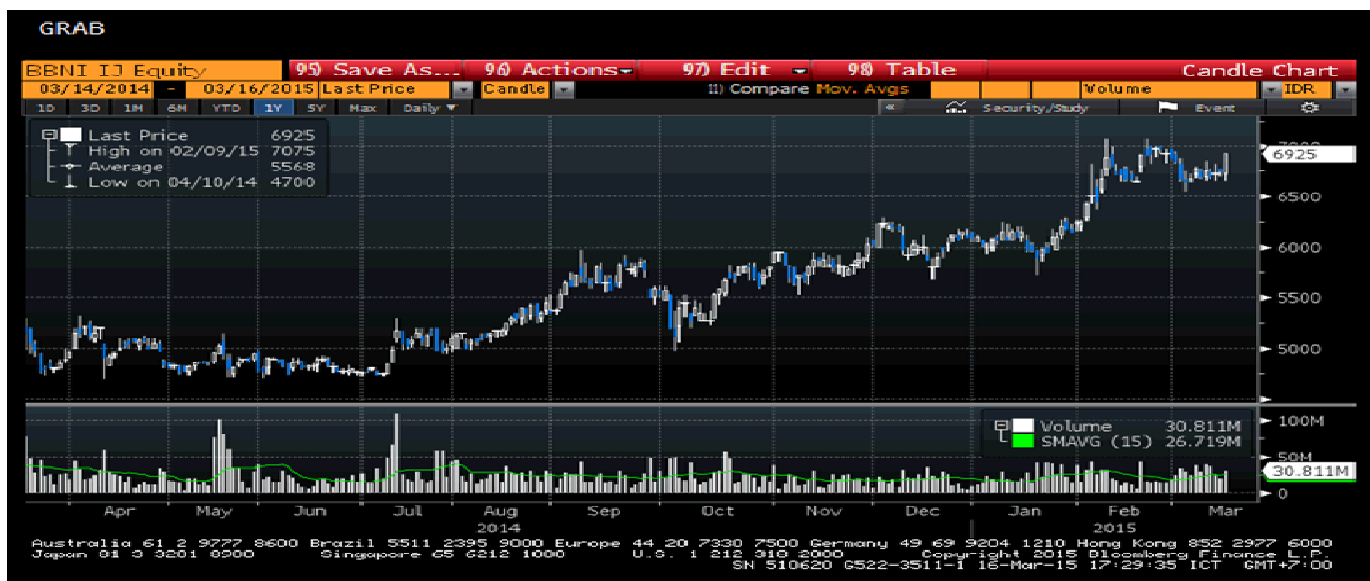 GRAB
BBNI IJ Equity 95) Save As... 96) Actions 97) Edit 98) Table Candle Chart
03/14/2014 - 03/16/2015 Last Price Candle 11) Compare Mov. Avgs Volume IDR
1D 3D 1M 6M YTD 1Y 5Y Max Daily ▼ « Security/Study Event
Last Price 6925
High on 02/09/15 7075
Average 5568
Low on 04/10/14 4700
7000
6925
6500
6000
5500
5000
Volume 30.811M
SMAVG (15) 26.719M
100M
50M
30.811M
0
Apr May Jun Jul Aug Sep Oct Nov Dec Jan Feb Mar
2014 2015
Australia 61 2 9777 8600 Brazil 5511 2395 9000 Europe 44 20 7330 7500 Germany 49 69 9204 1210 Hong Kong 852 2977 6000
Japan 81 3 3201 8900 Singapore 65 6212 1000 U.S. 1 212 318 2000 Copyright 2015 Bloomberg Finance L.P.
SN 510620 G522-3511-1 16-Mar-15 17:29:35 ICT GMT+7:00